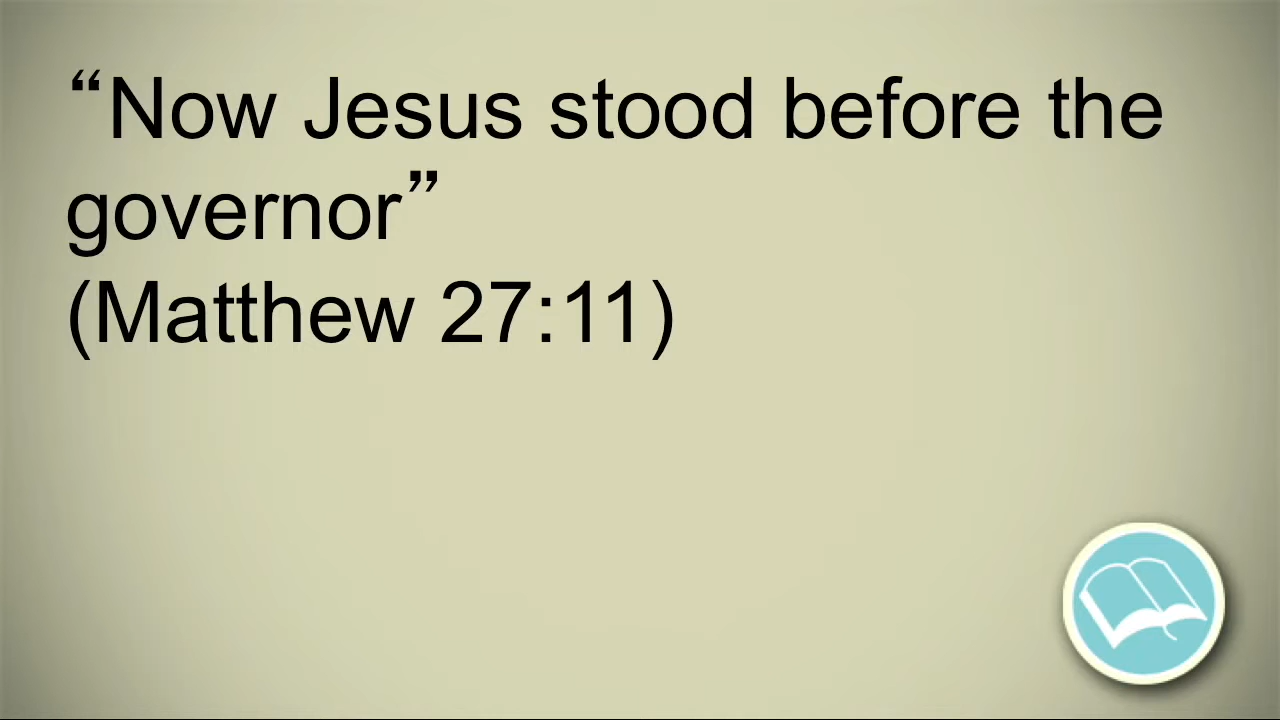 “Now Jesus stood before the
governor”
(Matthew 27:11)